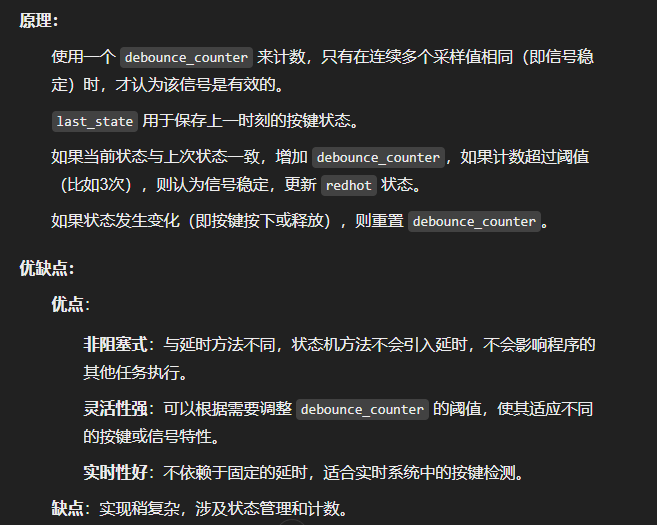 原理：
使用一个 debounce_counter 来计数，只有在连续多个采样值相同（即信号稳
定）时，才认为该信号是有效的。
last_state 用于保存上一时刻的按键状态。
如果当前状态与上次状态一致，增加 debounce_counter，如果计数超过阈值
（比如3次），则认为信号稳定，更新 redhot 状态。
如果状态发生变化（即按键按下或释放），则重置 debounce_counter。
优缺点：
优点：
非阻塞式：与延时方法不同，状态机方法不会引入延时，不会影响程序的
其他任务执行。
灵活性强：可以根据需要调整 debounce_counter 的阈值，使其适应不同
的按键或信号特性。
实时性好：不依赖于固定的延时，适合实时系统中的按键检测。
缺点：实现稍复杂，涉及状态管理和计数。